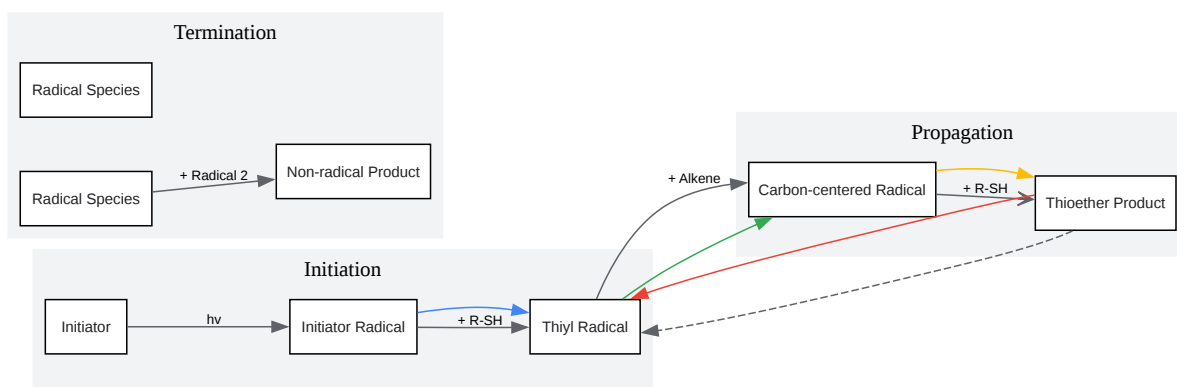 Termination
Radical Species
Radical Species
+ Radical 2
Non-radical Product
Propagation
+ Alkene
Carbon-centered Radical
+ R-SH
Thioether Product
Initiation
Initiator
hv
Initiator Radical
+ R-SH
Thiyl Radical